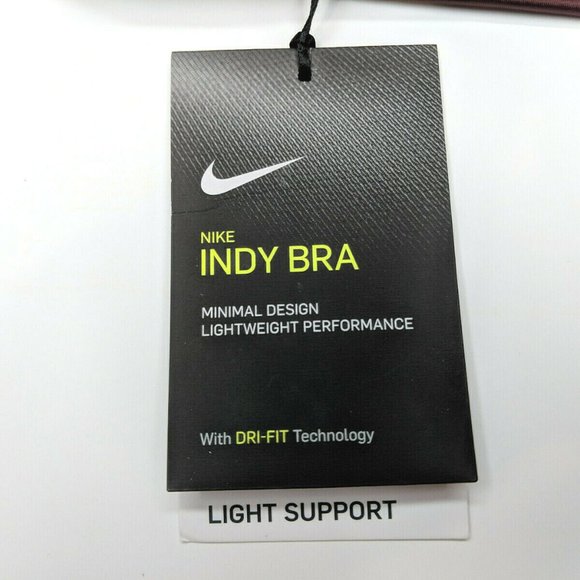 NIKE
INDY BRA
MINIMAL DESIGN
LIGHTWEIGHT PERFORMANCE
With DRI-FIT Technology
LIGHT SUPPORT